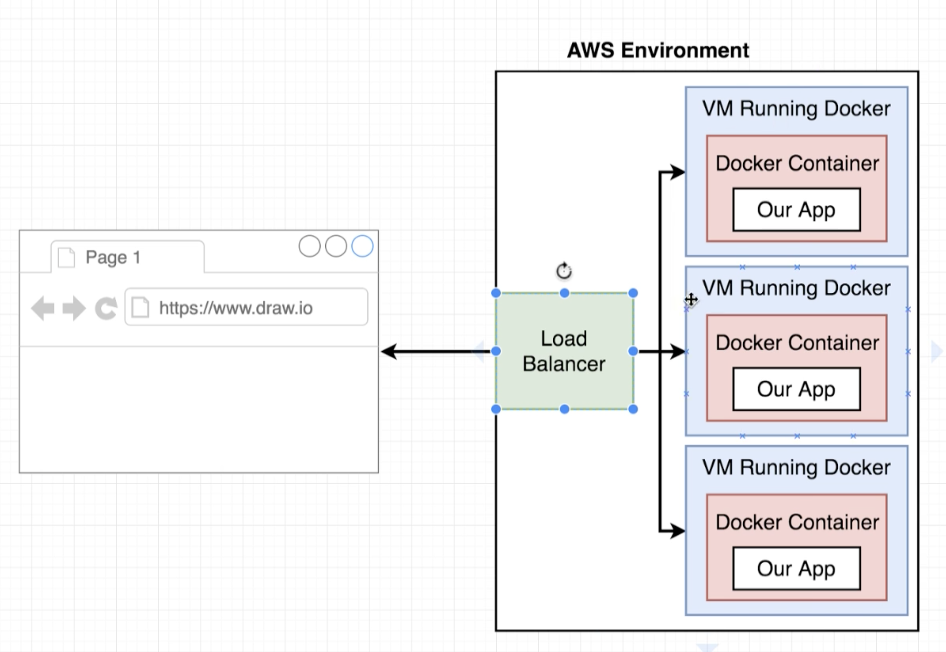 AWS Environment
VM Running Docker
Docker Container
Our App
Page 1
https://www.draw.io
Load
Balancer
VM Running Docker
Docker Container
Our App
VM Running Docker
Docker Container
Our App